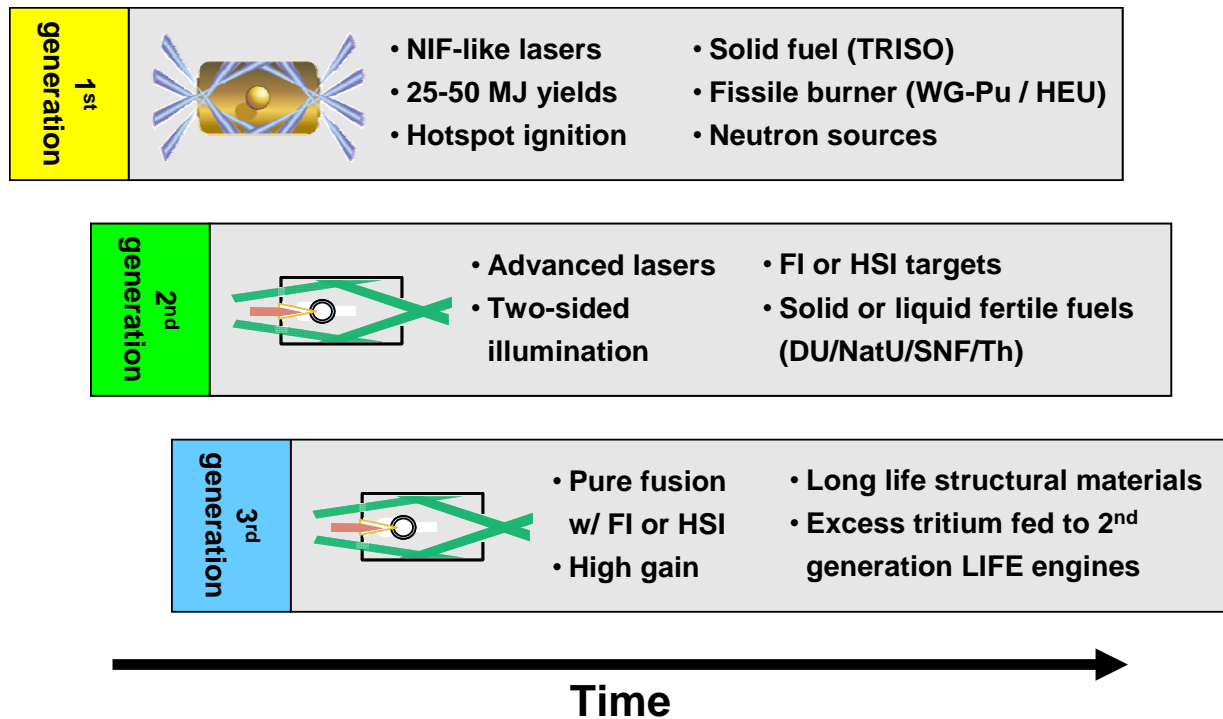 1st
generation
• NIF-like lasers
• 25-50 MJ yields
• Hotspot ignition
• Solid fuel (TRISO)
• Fissile burner (WG-Pu / HEU)
• Neutron sources
2nd
generation
• Advanced lasers
• Two-sided
illumination
• FI or HSI targets
• Solid or liquid fertile fuels
(DU/NatU/SNF/Th)
3rd
generation
• Pure fusion
w/ FI or HSI
• High gain
• Long life structural materials
• Excess tritium fed to 2nd
generation LIFE engines
Time